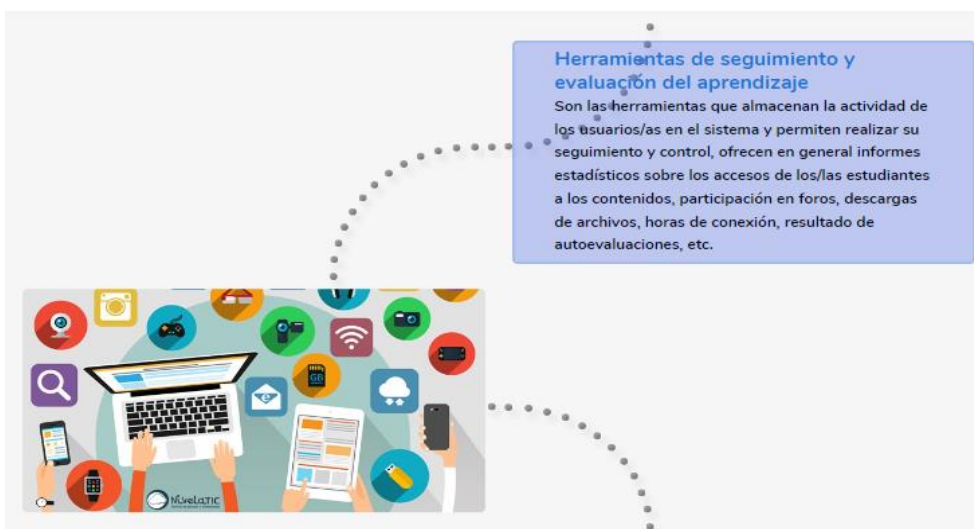 Herramientas de seguimiento y
evaluación del aprendizaje
Son las herramientas que almacenan la actividad de
los usuarios/as en el sistema y permiten realizar su
seguimiento y control, ofrecen en general informes
estadísticos sobre los accesos de los/las estudiantes
a los contenidos, participación en foros, descargas
de archivos, horas de conexión, resultado de
autoevaluaciones, etc.
GB
e
NivelaTIC